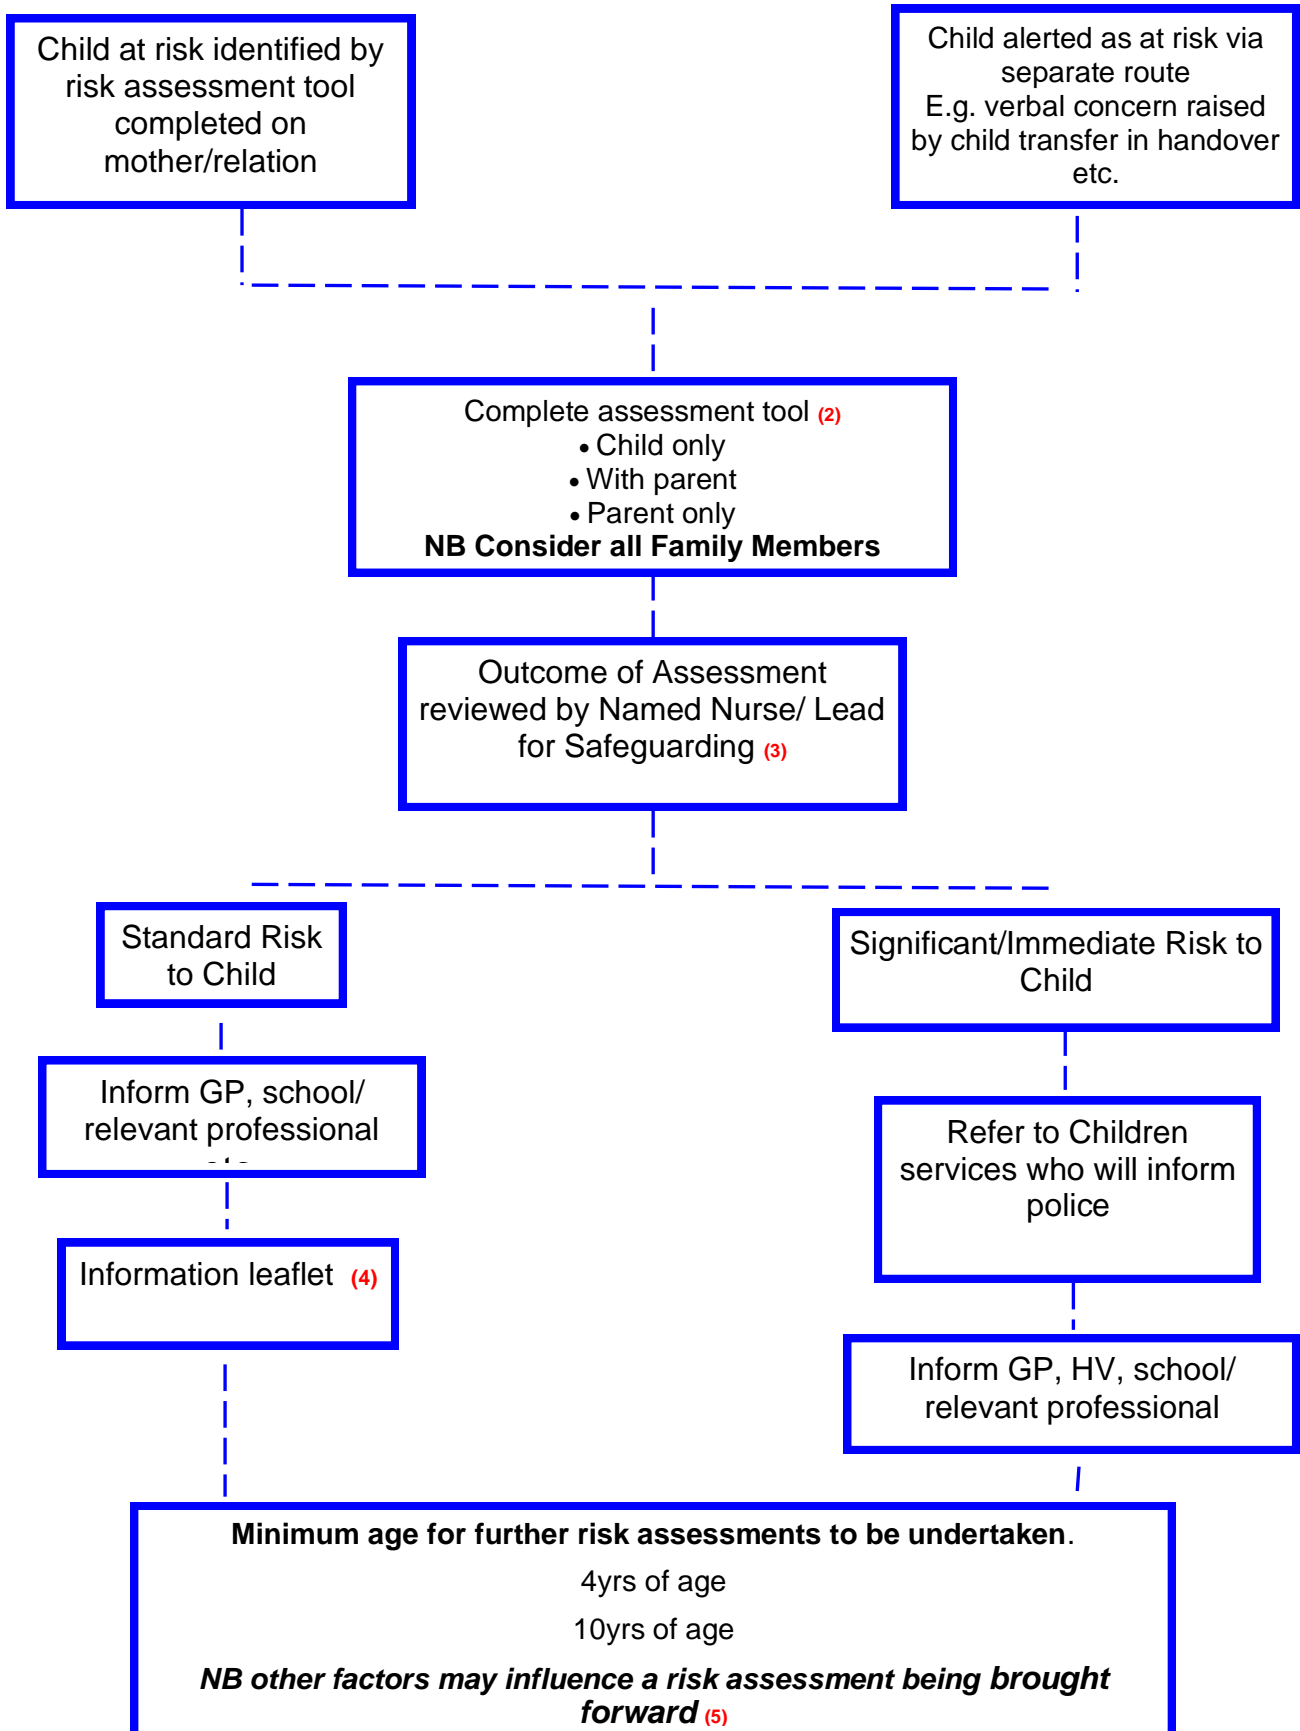 Child at risk identified by
risk assessment tool
completed on
mother/relation
Child alerted as at risk via
separate route
E.g. verbal concern raised
by child transfer in handover
etc.
Complete assessment tool (2)
• Child only
• With parent
• Parent only
NB Consider all Family Members
Outcome of Assessment
reviewed by Named Nurse/ Lead
for Safeguarding (3)
Standard Risk
to Child
Significant/Immediate Risk to
Child
Inform GP, school/
relevant professional
Refer to Children
services who will inform
police
Information leaflet (4)
Inform GP, HV, school/
relevant professional
Minimum age for further risk assessments to be undertaken.
4yrs of age
10yrs of age
NB other factors may influence a risk assessment being brought
forward (5)